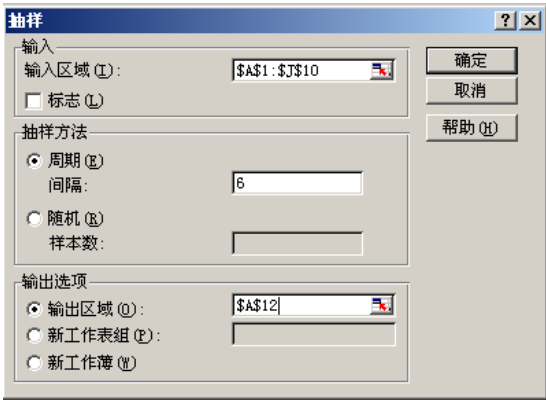 抽样
输入
输入区域(I): $A$1:$J$10
标志(L)
确定
取消
帮助(H)
抽样方法
周期(E)
间隔: 6
随机(R)
样本数:
输出选项
输出区域(O): $A$12
新工作表组(P):
新工作薄(W)